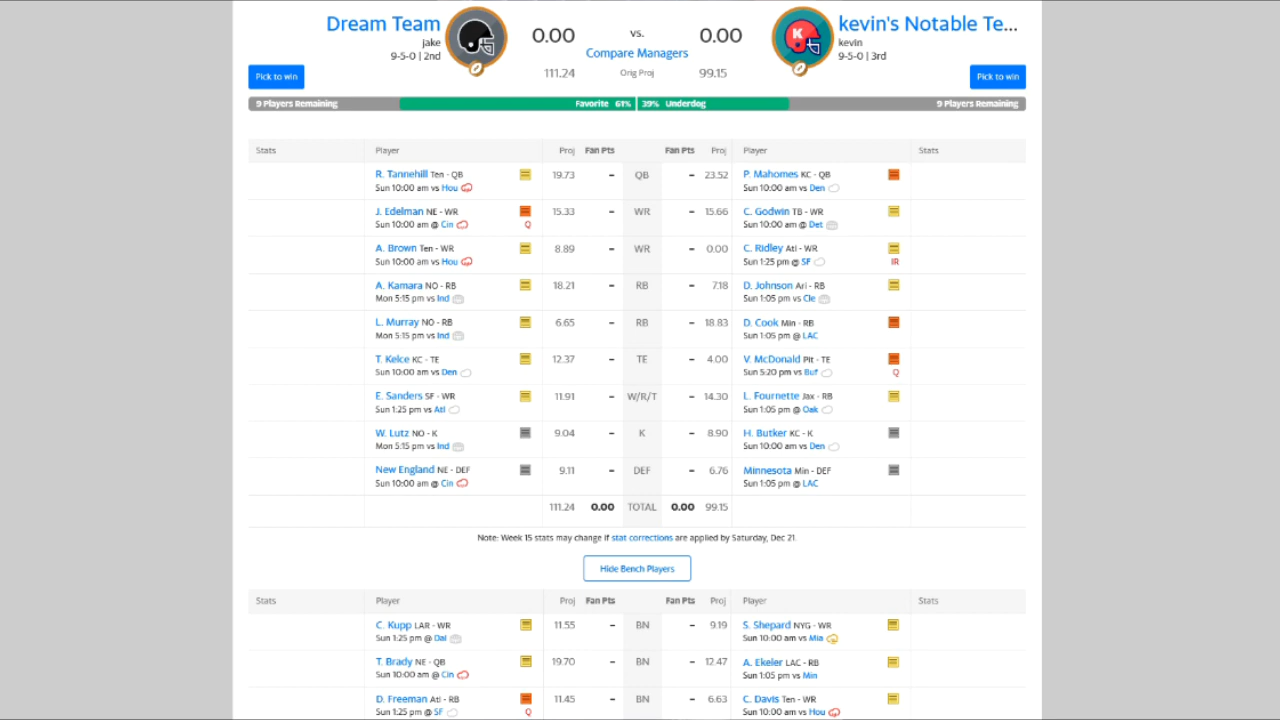 Dream Team
jake
9-5-0 | 2nd
0.00
vs.
0.00
Compare Managers
111.24
Orig Proj
99.15
kevin's Notable Te...
kevin
9-5-0 | 3rd
K
Pick to win
Pick to win
9 Players Remaining
Favorite 61%
39% Underdog
9 Players Remaining
Stats Player Proj Fan Pts Fan Pts Proj Player Stats
R. Tannehill Ten - QB 19.73 – QB – 23.52 P. Mahomes KC - QB
Sun 10:00 am vs Hou Sun 10:00 am vs Den
J. Edelman NE - WR 15.33 – WR – 15.66 C. Godwin TB - WR
Sun 10:00 am @ Cin Q Sun 10:00 am @ Det
A. Brown Ten - WR 8.89 – WR – 0.00 C. Ridley Atl - WR
Sun 10:00 am vs Hou Sun 1:25 pm @ SF IR
A. Kamara NO - RB 18.21 – RB – 7.18 D. Johnson Ari - RB
Mon 5:15 pm vs Ind Sun 1:05 pm vs Cle
L. Murray NO - RB 6.65 – RB – 18.83 D. Cook Min - RB
Mon 5:15 pm vs Ind Sun 1:05 pm @ LAC
T. Kelce KC - TE 12.37 – TE – 4.00 V. McDonald Pit - TE
Sun 10:00 am vs Den Sun 5:20 pm vs Buf Q
E. Sanders SF - WR 11.91 – W/R/T – 14.30 L. Fournette Jax - RB
Sun 1:25 pm vs Atl Sun 1:05 pm @ Oak
W. Lutz NO - K 9.04 – K – 8.90 H. Butker KC - K
Mon 5:15 pm vs Ind Sun 10:00 am vs Den
New England NE - DEF 9.11 – DEF – 6.76 Minnesota Min - DEF
Sun 10:00 am @ Cin Sun 1:05 pm @ LAC
111.24 0.00 TOTAL 0.00 99.15
Note: Week 15 stats may change if stat corrections are applied by Saturday, Dec 21.
Hide Bench Players
Stats Player Proj Fan Pts Fan Pts Proj Player Stats
C. Kupp LAR - WR 11.55 – BN – 9.19 S. Shepard NYG - WR
Sun 1:25 pm @ Dal Sun 10:00 am vs Mia
T. Brady NE - QB 19.70 – BN – 12.47 A. Ekeler LAC - RB
Sun 10:00 am @ Cin Sun 1:05 pm vs Min
D. Freeman Atl - RB 11.45 – BN – 6.63 C. Davis Ten - WR
Sun 1:25 pm @ SF Q Sun 10:00 am vs Hou